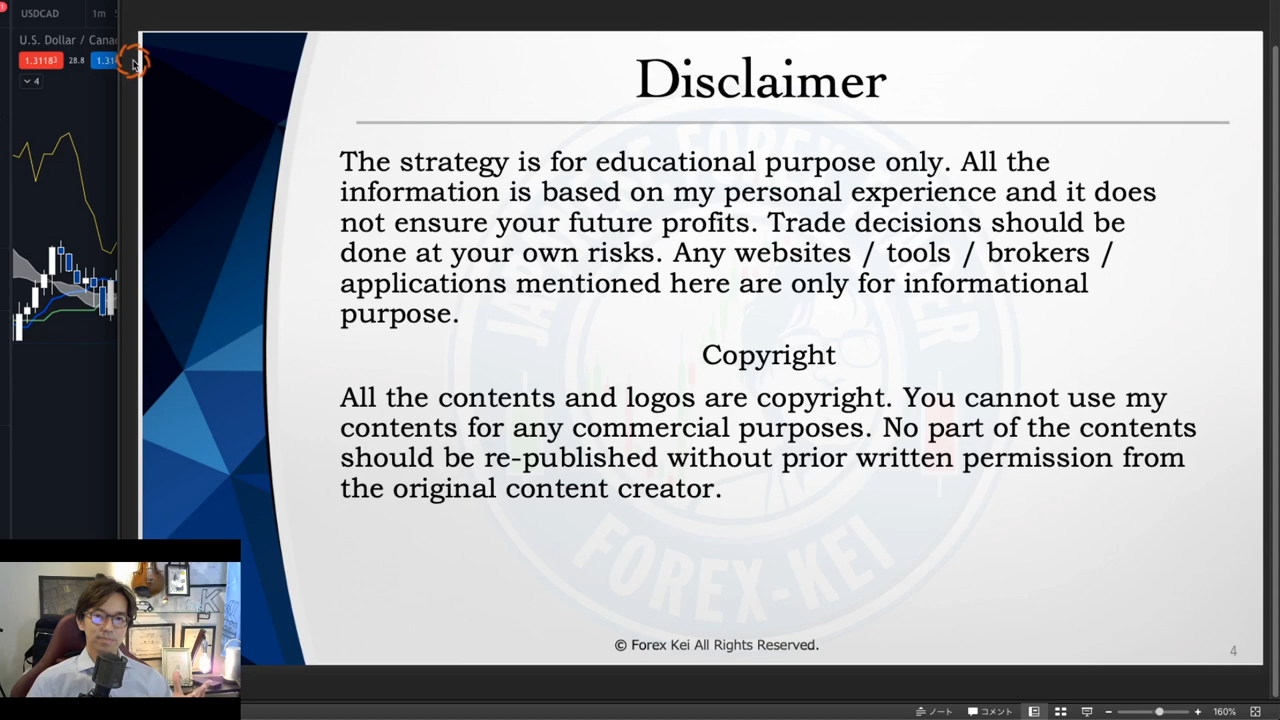 USDCAD 1m
U.S. Dollar / Cana
1.31183 28.8 1.31
4
Disclaimer
The strategy is for educational purpose only. All the
information is based on my personal experience and it does
not ensure your future profits. Trade decisions should be
done at your own risks. Any websites / tools / brokers /
applications mentioned here are only for informational
purpose.
Copyright
All the contents and logos are copyright. You cannot use my
contents for any commercial purposes. No part of the contents
should be re-published without prior written permission from
the original content creator.
FOREX-KEI
© Forex Kei All Rights Reserved.
4
ノート コメント 160%